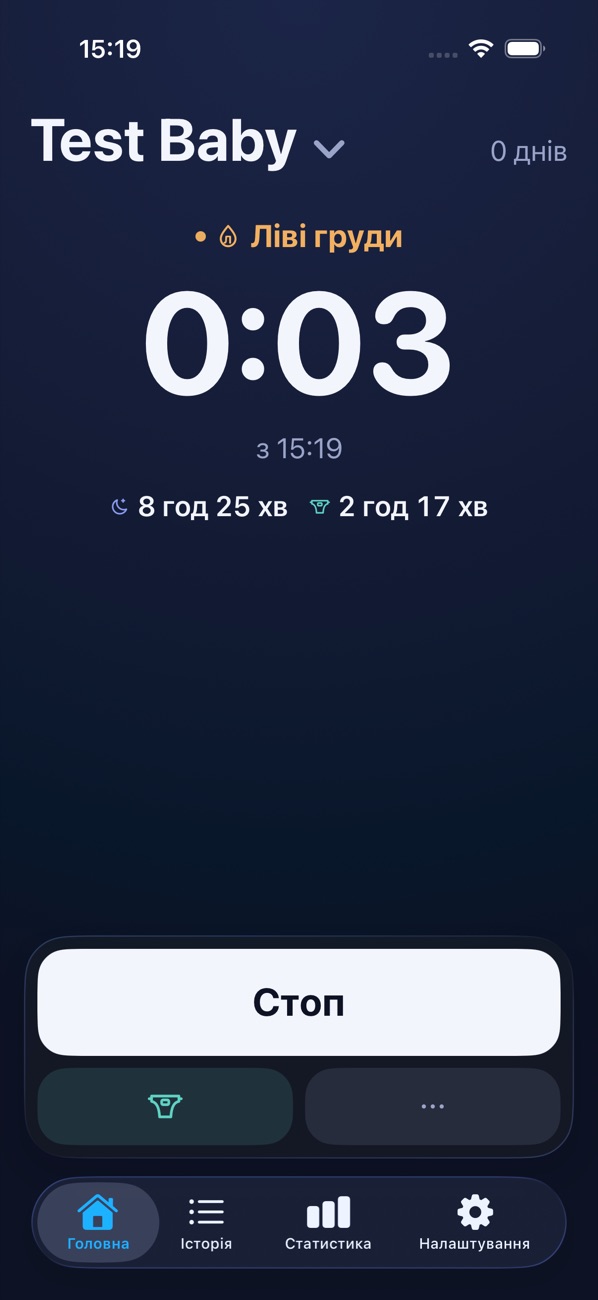 15:19
Test Baby
0 днів
Ліві груди
0:03
з 15:19
8 год 25 хв 2 год 17 хв
Стоп
Головна Історія Статистика Налаштування